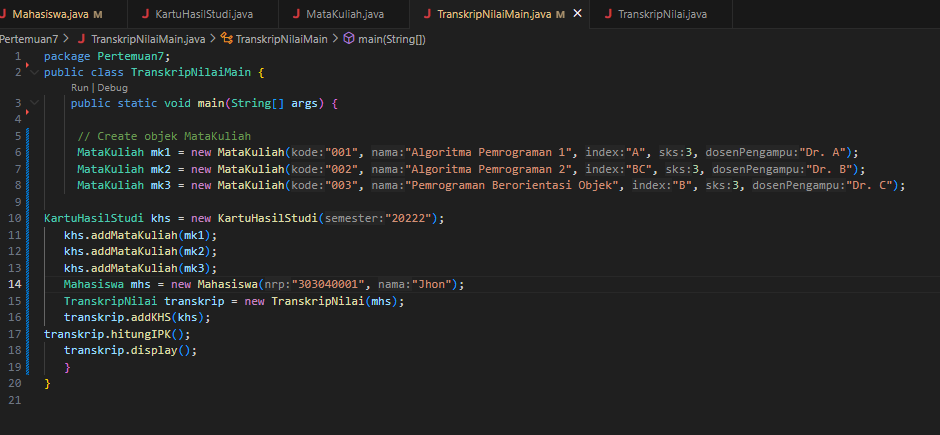 Mahasiswa.java M
KartuHasilStudi.java
MataKuliah.java
TranskripNilaiMain.java M
TranskripNilai.java
Pertemuan7 > TranskripNilaiMain.java > TranskripNilaiMain > main(String[])
1 package Pertemuan7;
2 public class TranskripNilaiMain {
Run | Debug
3 public static void main(String[] args) {
4
5 // Create objek MataKuliah
6 MataKuliah mk1 = new MataKuliah(kode:"001", nama:"Algoritma Pemrograman 1", index:"A", sks:3, dosenPengampu:"Dr. A");
7 MataKuliah mk2 = new MataKuliah(kode:"002", nama:"Algoritma Pemrograman 2", index:"BC", sks:3, dosenPengampu:"Dr. B");
8 MataKuliah mk3 = new MataKuliah(kode:"003", nama:"Pemrograman Berorientasi Objek", index:"B", sks:3, dosenPengampu:"Dr. C");
9
10 KartuHasilStudi khs = new KartuHasilStudi(semester:"20222");
11 khs.addMataKuliah(mk1);
12 khs.addMataKuliah(mk2);
13 khs.addMataKuliah(mk3);
14 Mahasiswa mhs = new Mahasiswa(nrp:"303040001", nama:"Jhon");
15 TranskripNilai transkrip = new TranskripNilai(mhs);
16 transkrip.addKHS(khs);
17 transkrip.hitungIPK();
18 transkrip.display();
19 }
20 }
21